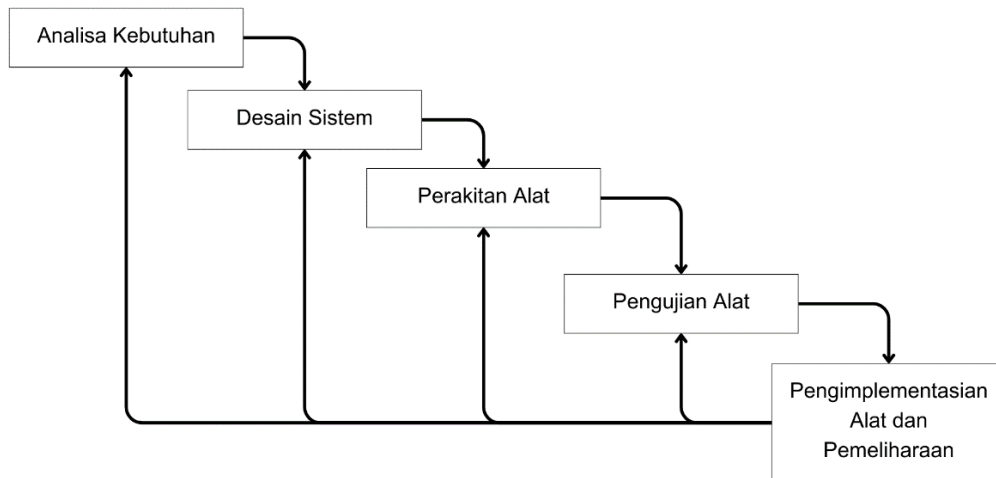 Analisa Kebutuhan
Desain Sistem
Perakitan Alat
Pengujian Alat
Pengimplementasian
Alat dan
Pemeliharaan